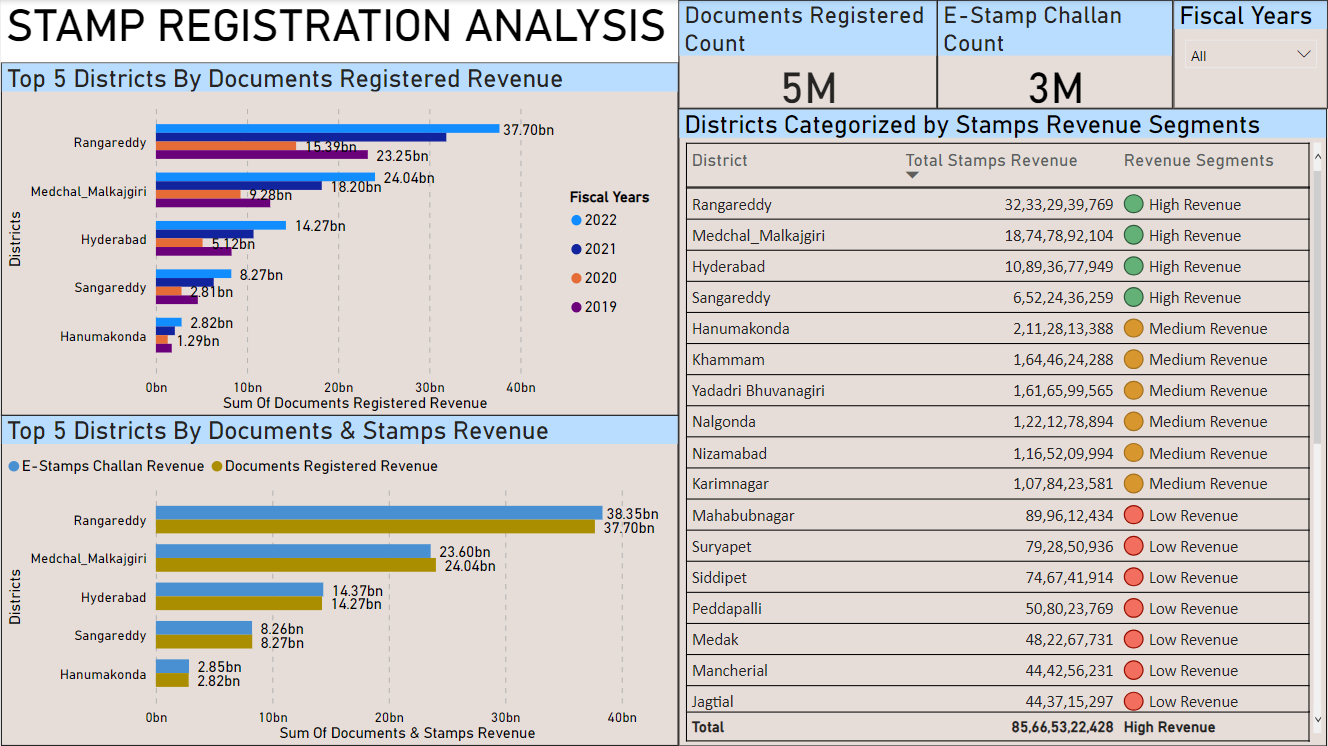 STAMP REGISTRATION ANALYSIS
Documents Registered
Count
5M
E-Stamp Challan
Count
3M
Fiscal Years
All
Top 5 Districts By Documents Registered Revenue
Districts
Rangareddy
37.70bn
15.39bn
23.25bn
Medchal_Malkajgiri
24.04bn
18.20bn
9.28bn
Hyderabad
14.27bn
5.12bn
Sangareddy
8.27bn
2.81bn
Hanumakonda
2.82bn
1.29bn
0bn 10bn 20bn 30bn 40bn
Sum Of Documents Registered Revenue
Fiscal Years
2022
2021
2020
2019
Top 5 Districts By Documents & Stamps Revenue
E-Stamps Challan Revenue Documents Registered Revenue
Districts
Rangareddy
38.35bn
37.70bn
Medchal_Malkajgiri
23.60bn
24.04bn
Hyderabad
14.37bn
14.27bn
Sangareddy
8.26bn
8.27bn
Hanumakonda
2.85bn
2.82bn
0bn 10bn 20bn 30bn 40bn
Sum Of Documents & Stamps Revenue
Districts Categorized by Stamps Revenue Segments
District Total Stamps Revenue Revenue Segments
Rangareddy 32,33,29,39,769 High Revenue
Medchal_Malkajgiri 18,74,78,92,104 High Revenue
Hyderabad 10,89,36,77,949 High Revenue
Sangareddy 6,52,24,36,259 High Revenue
Hanumakonda 2,11,28,13,388 Medium Revenue
Khammam 1,64,46,24,288 Medium Revenue
Yadadri Bhuvanagiri 1,61,65,99,565 Medium Revenue
Nalgonda 1,22,12,78,894 Medium Revenue
Nizamabad 1,16,52,09,994 Medium Revenue
Karimnagar 1,07,84,23,581 Medium Revenue
Mahabubnagar 89,96,12,434 Low Revenue
Suryapet 79,28,50,936 Low Revenue
Siddipet 74,67,41,914 Low Revenue
Peddapalli 50,80,23,769 Low Revenue
Medak 48,22,67,731 Low Revenue
Mancherial 44,42,56,231 Low Revenue
Jagtial 44,37,15,297 Low Revenue
Total 85,66,53,22,428 High Revenue